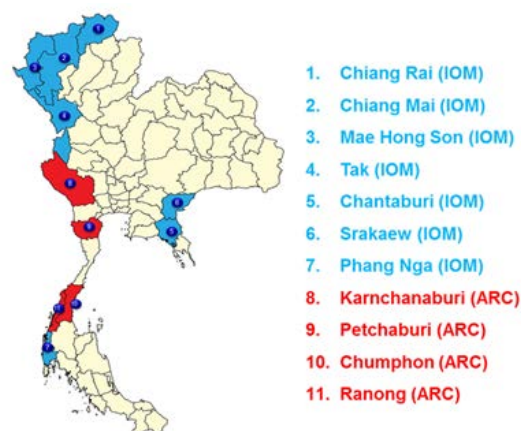 1. Chiang Rai (IOM)
2. Chiang Mai (IOM)
3. Mae Hong Son (IOM)
4. Tak (IOM)
5. Chantaburi (IOM)
6. Srakaew (IOM)
7. Phang Nga (IOM)
8. Karnchanaburi (ARC)
9. Petchaburi (ARC)
10. Chumphon (ARC)
11. Ranong (ARC)